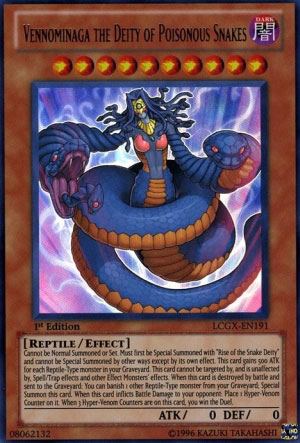 VENNOMINAGA THE DEITY OF POISONOUS SNAKES
DARK
闇
1st Edition
LCGX-EN191
[REPTILE / EFFECT]
Cannot be Normal Summoned or Set. Must first be Special Summoned with "Rise of the Snake Deity"
and cannot be Special Summoned by other ways except by its own effect. This card gains 500 ATK
for each Reptile-Type monster in your Graveyard. This card cannot be targeted by, and is unaffected
by, Spell/Trap effects and other Effect Monsters' effects. When this card is destroyed by battle and
sent to the Graveyard: You can banish 1 other Reptile-Type monster from your Graveyard; Special
Summon this card. When this card inflicts Battle Damage to your opponent: Place 1 Hyper-Venom
Counter on it. When 3 Hyper-Venom Counters are on this card, you win the Duel.
ATK/ 0 DEF/ 0
08062132
©1996 KAZUKI TAKAHASHI